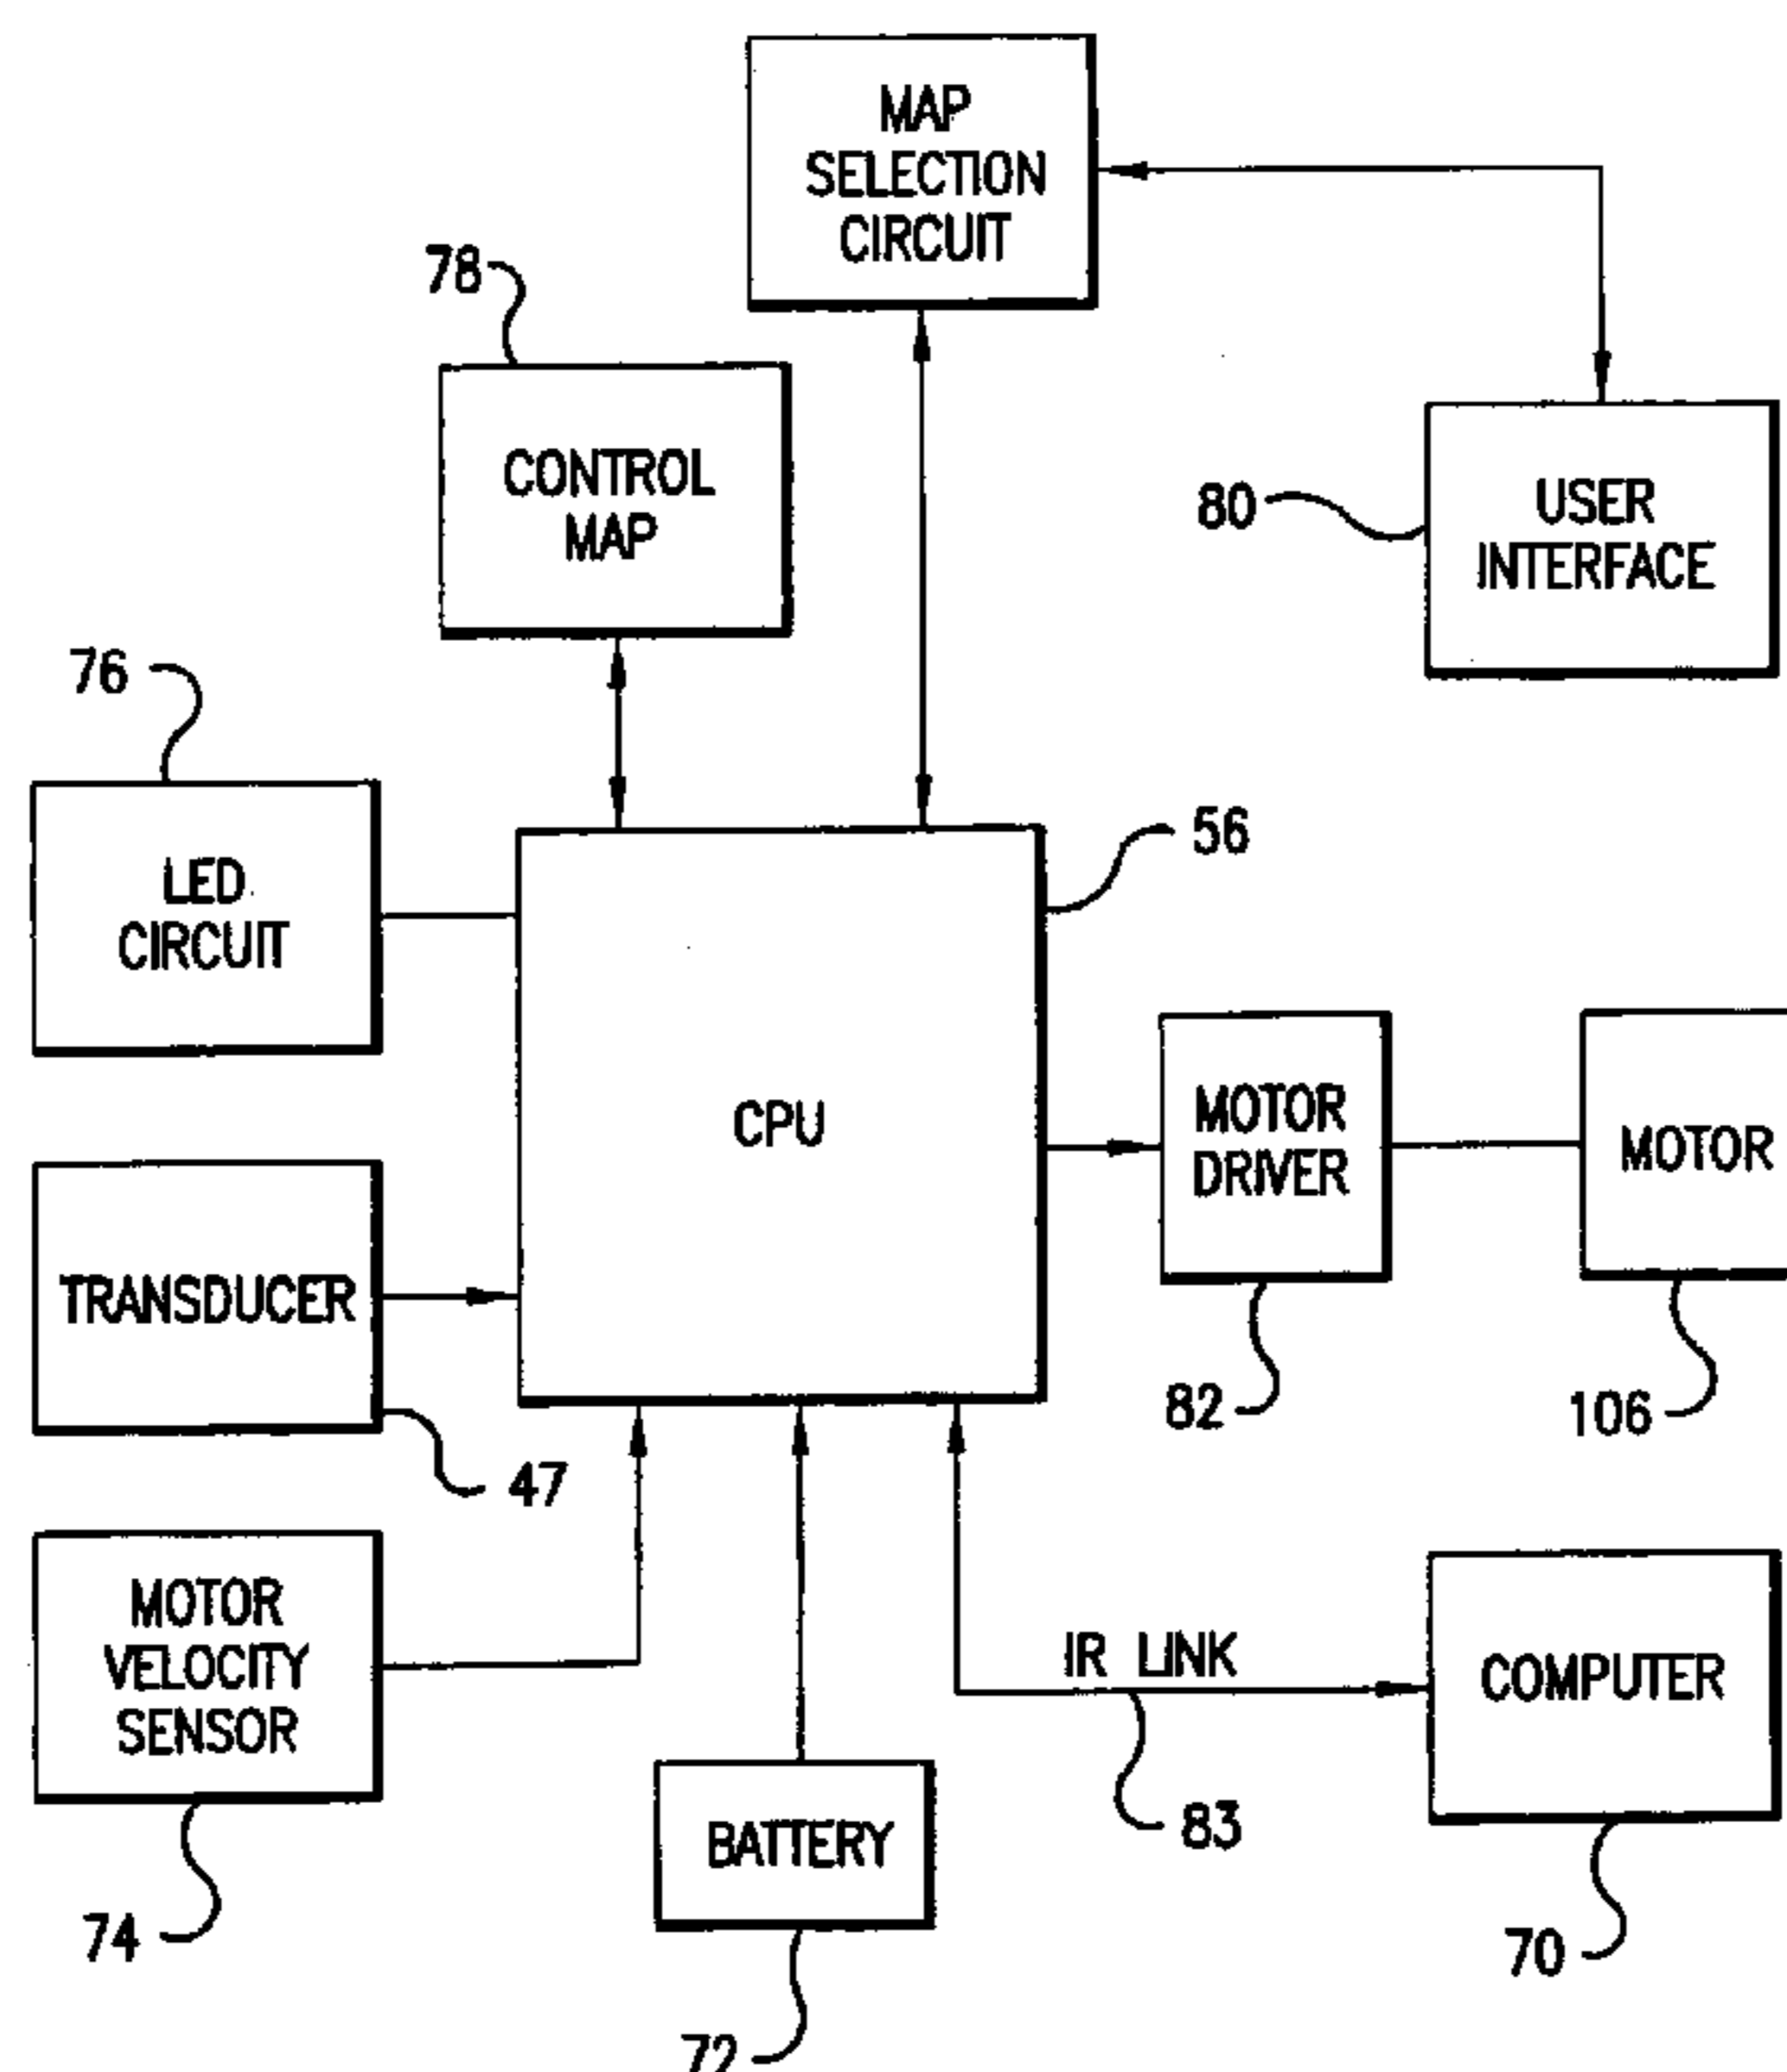 MAP
SELECTION
CIRCUIT
78
CONTROL
MAP
80
USER
INTERFACE
76
LED
CIRCUIT
56
CPU
MOTOR
DRIVER
MOTOR
TRANSDUCER
82
106
47
MOTOR
VELOCITY
SENSOR
IR LINK
COMPUTER
83
BATTERY
74
70
72